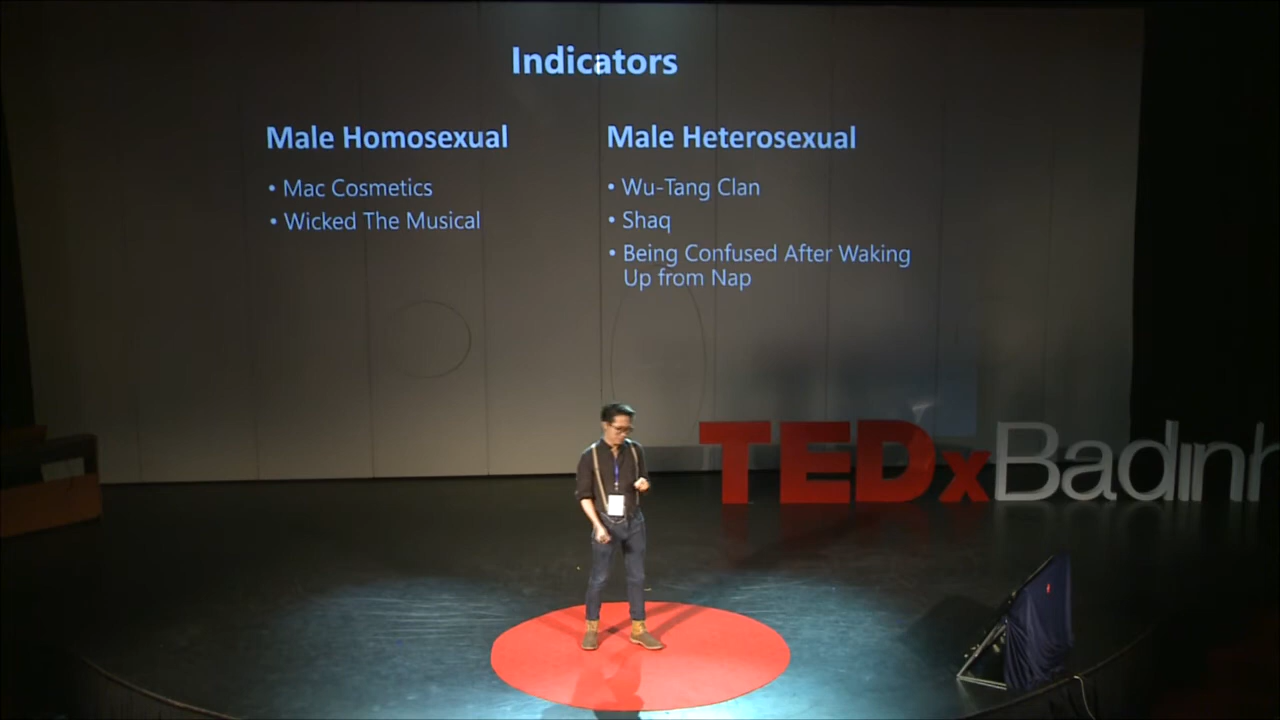 Indicators
Male Homosexual
• Mac Cosmetics
• Wicked The Musical
Male Heterosexual
• Wu-Tang Clan
• Shaq
• Being Confused After Waking
Up from Nap
TEDxBadinh